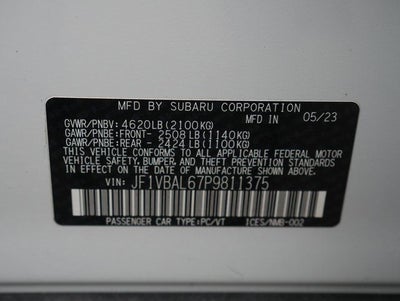 MFD BY SUBARU CORPORATION
GVWR/PNBV: 4620LB(2100KG) MFD IN 05/23
GAWR/PNBE:FRONT- 2508LB(1140KG)
GAWR/PNBE:REAR - 2424LB(1100KG)
THIS VEHICLE CONFORMS TO ALL APPLICABLE FEDERAL MOTOR
VEHICLE SAFETY, BUMPER, AND THEFT PREVENTION STANDARDS
IN EFFECT ON THE DATE OF MANUFACTURE SHOWN ABOVE.
VIN: JF1VBAL67P9811375
PASSENGER CAR TYPE:PC/VT ICES/NMB-002